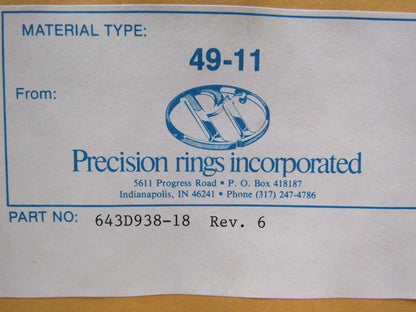 MATERIAL TYPE:
49-11
From:
Precision rings incorporated
5611 Progress Road • P. O. Box 418187
Indianapolis, IN 46241 • Phone (317) 247-4786
PART NO: 643D938-18 Rev. 6